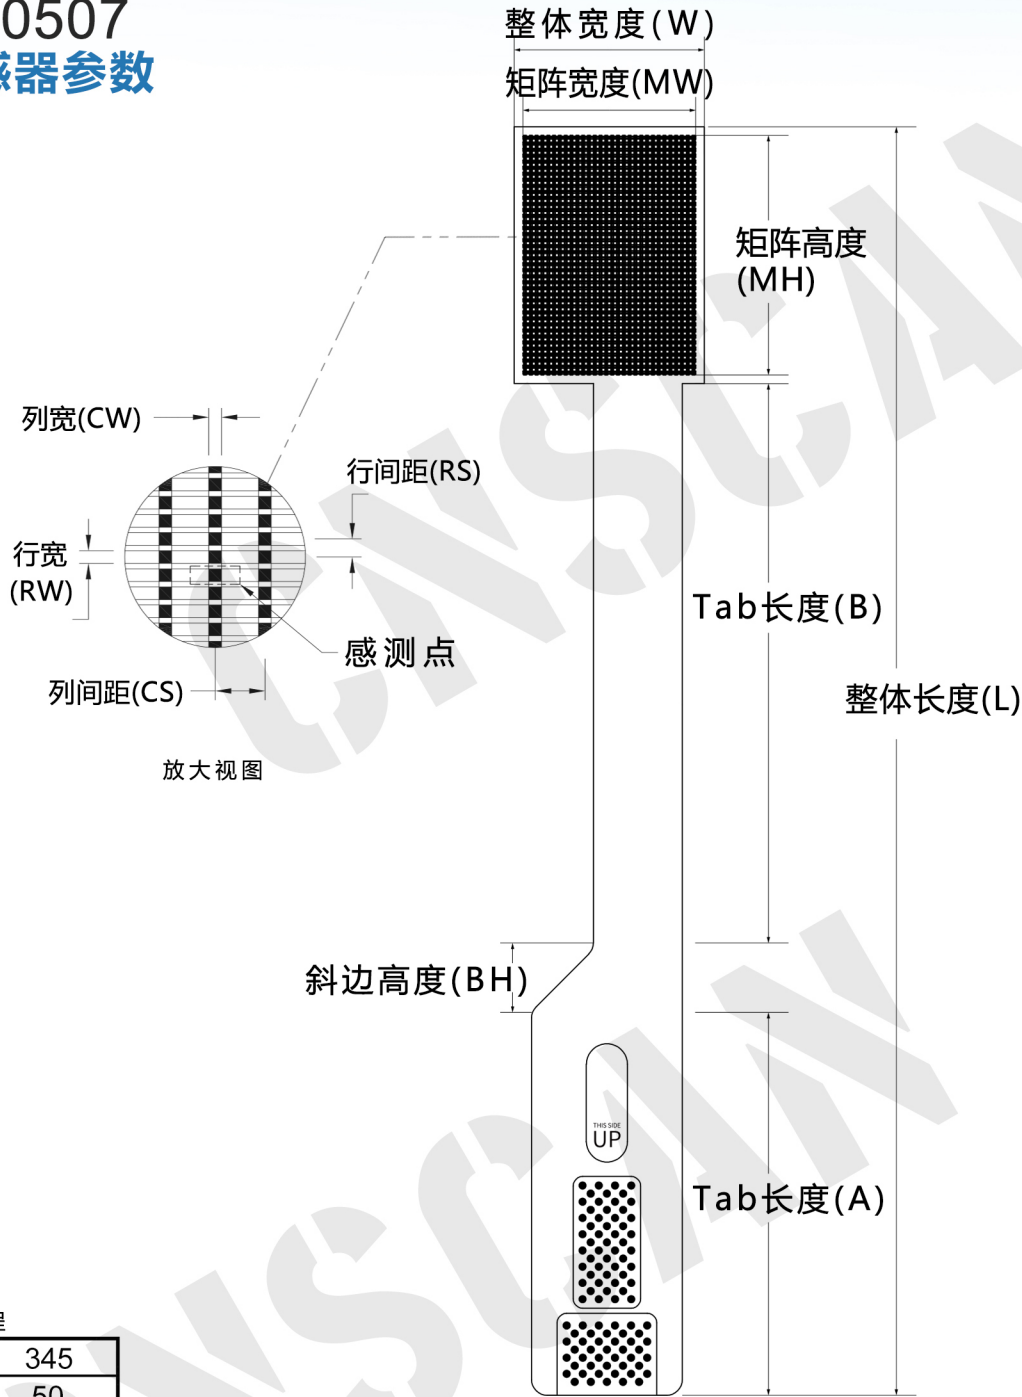 0507
器参数
整体宽度(W)
矩阵宽度(MW)
矩阵高度
(MH)
列宽(CW)
行间距(RS)
行宽
(RW)
感测点
列间距(CS)
放大视图
Tab长度(B)
整体长度(L)
斜边高度(BH)
THIS SIDE
UP
Tab长度(A)
345
50
CNSCAN
CNSCAN